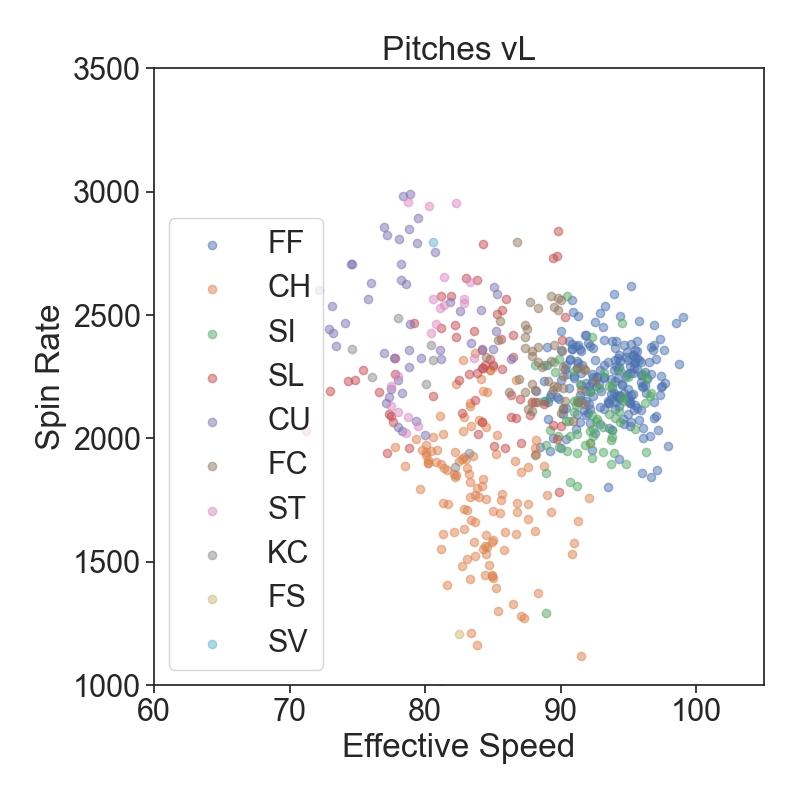 Pitches vL
3500
3000
2500
2000
1500
1000
Spin Rate
FF
CH
SI
SL
CU
FC
ST
KC
FS
SV
60 70 80 90 100
Effective Speed